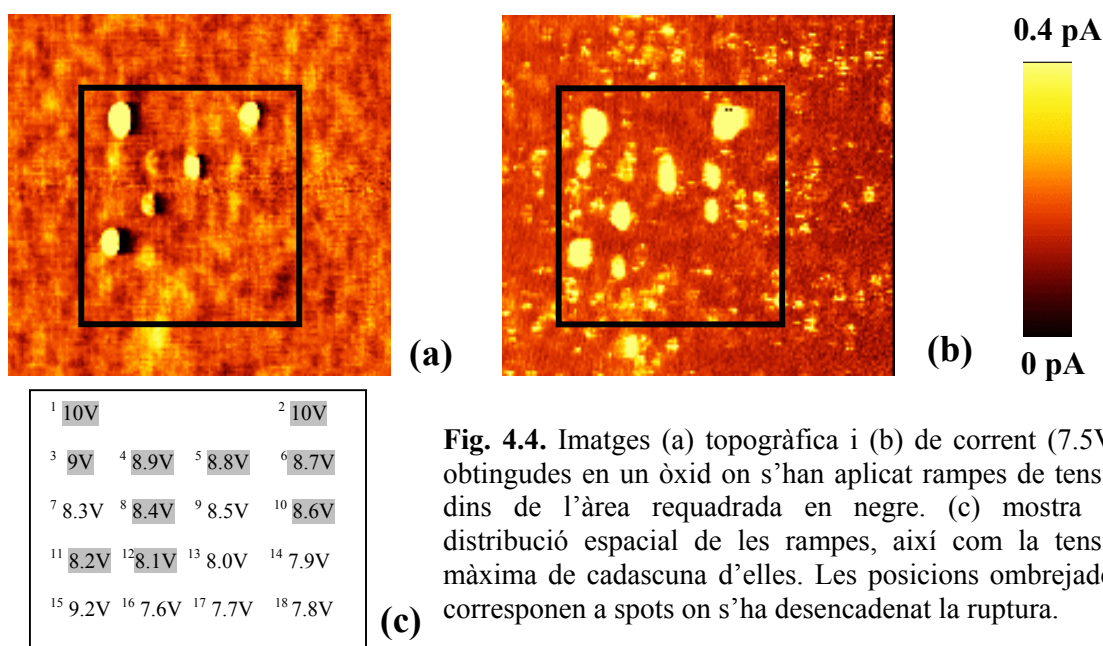 0.4 pA
(a)
(b)
0 pA
1 10V 2 10V
3 9V 4 8.9V 5 8.8V 6 8.7V
7 8.3V 8 8.4V 9 8.5V 10 8.6V
11 8.2V 12 8.1V 13 8.0V 14 7.9V
15 9.2V 16 7.6V 17 7.7V 18 7.8V
(c)
Fig. 4.4. Imatges (a) topogràfica i (b) de corrent (7.5V
obtingudes en un òxid on s’han aplicat rampes de tens
dins de l’àrea requadrada en negre. (c) mostra
distribució espacial de les rampes, així com la tens
màxima de cadascuna d’elles. Les posicions ombrejade
corresponen a spots on s’ha desencadenat la ruptura.